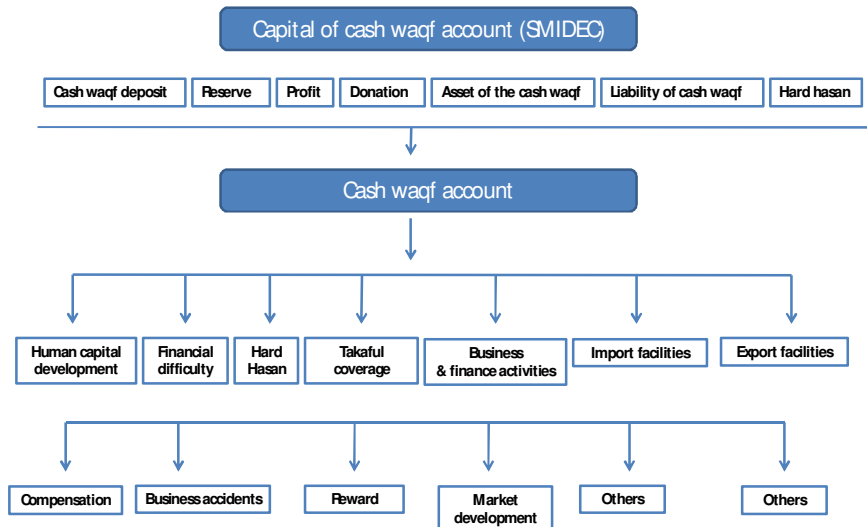 Capital of cash waqf account (SMIDEC)
Cash waqf deposit
Reserve
Profit
Donation
Asset of the cash waqf
Liability of cash waqf
Hard hasan
Cash waqf account
Human capital
development
Financial
difficulty
Hard
Hasan
Takaful
coverage
Business
& finance activities
Import facilities
Export facilities
Compensation
Business accidents
Reward
Market
development
Others
Others